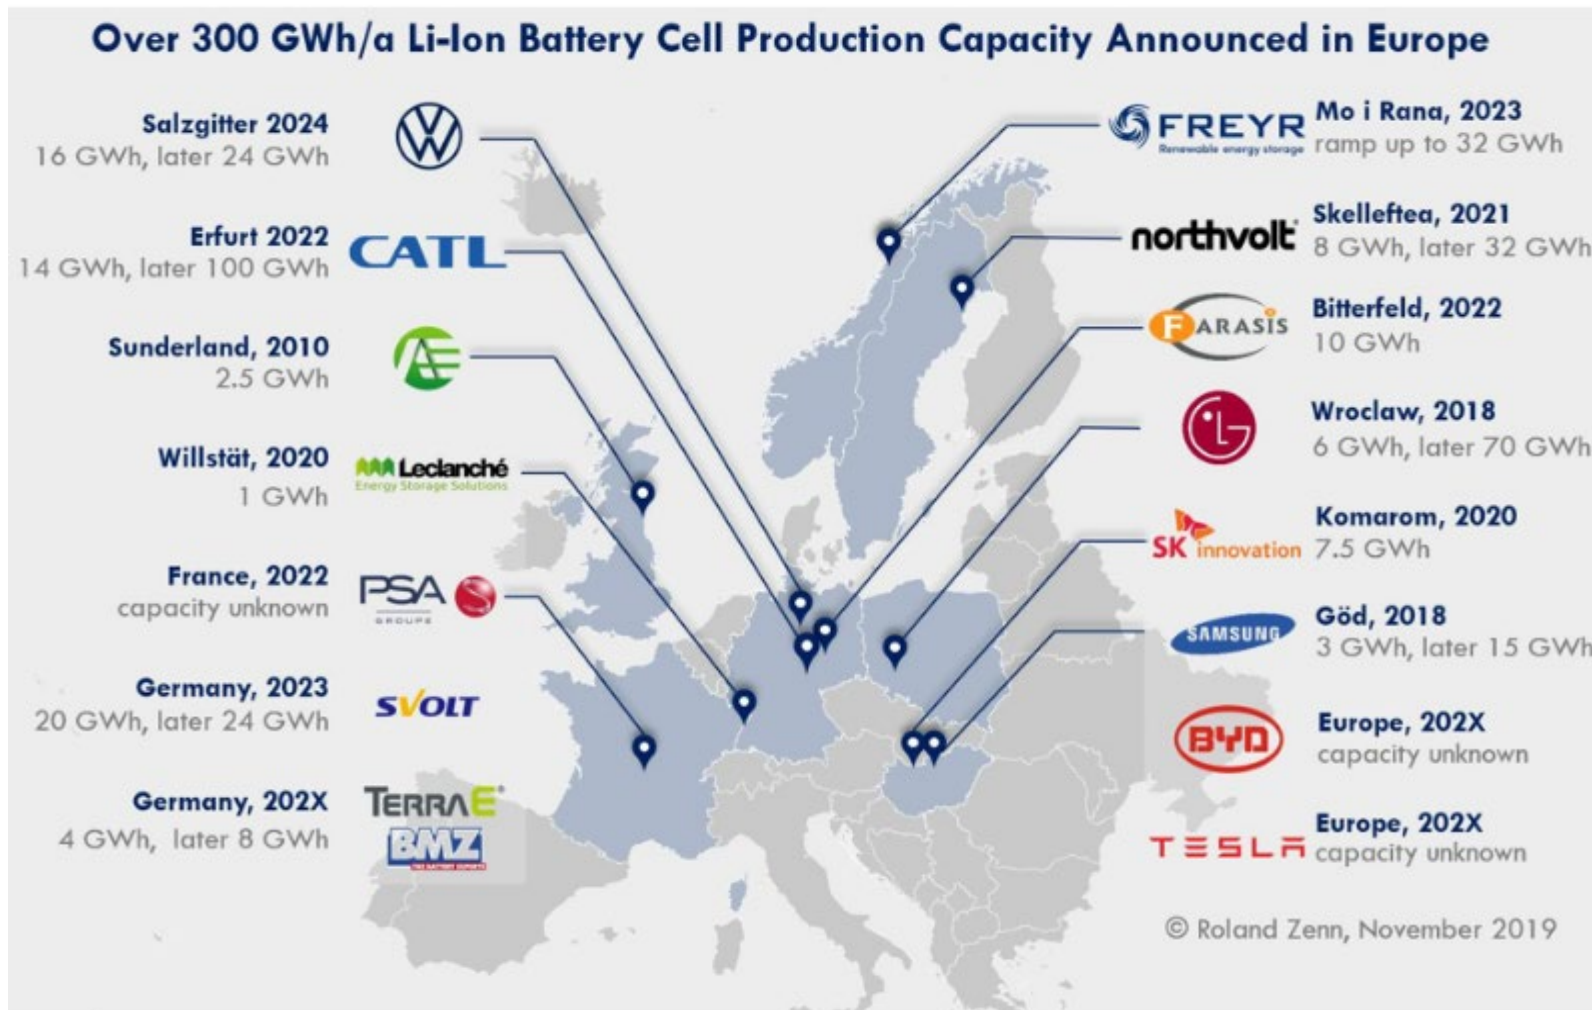 Over 300 GWh/a Li-Ion Battery Cell Production Capacity Announced in Europe
Salzgitter 2024
16 GWh, later 24 GWh
Erfurt 2022
14 GWh, later 100 GWh
CATL
Sunderland, 2010
2.5 GWh
AE
Willstät, 2020
1 GWh
Leclanché
Energy Storage Solutions
France, 2022
capacity unknown
PSA
GROUPE
Germany, 2023
20 GWh, later 24 GWh
SVOLT
Germany, 202X
4 GWh, later 8 GWh
TERRAE
BMZ
FREYR
Renewable energy storage
Mo i Rana, 2023
ramp up to 32 GWh
northvolt
Skelleftea, 2021
8 GWh, later 32 GWh
FARASIS
Bitterfeld, 2022
10 GWh
LG
Wroclaw, 2018
6 GWh, later 70 GWh
SK innovation
Komarom, 2020
7.5 GWh
SAMSUNG
Göd, 2018
3 GWh, later 15 GWh
BYD
Europe, 202X
capacity unknown
TESLA
Europe, 202X
capacity unknown
© Roland Zenn, November 2019